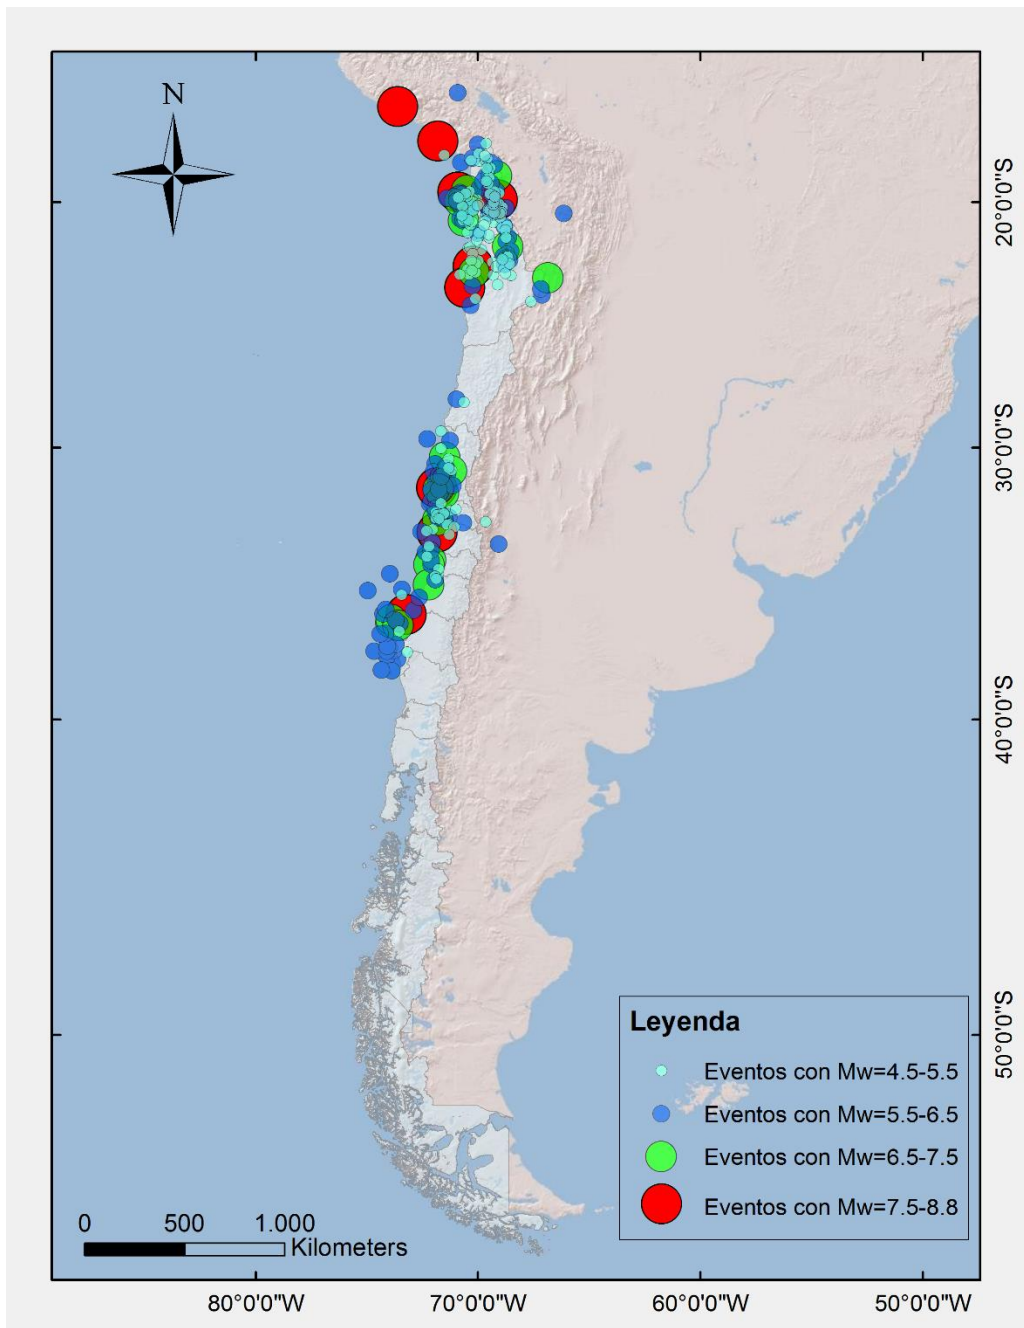 N
20°0'0"S
30°0'0"S
40°0'0"S
50°0'0"S
Leyenda
Eventos con Mw=4.5-5.5
Eventos con Mw=5.5-6.5
Eventos con Mw=6.5-7.5
Eventos con Mw=7.5-8.8
0 500 1.000
Kilometers
80°0'0"W 70°0'0"W 60°0'0"W 50°0'0"W